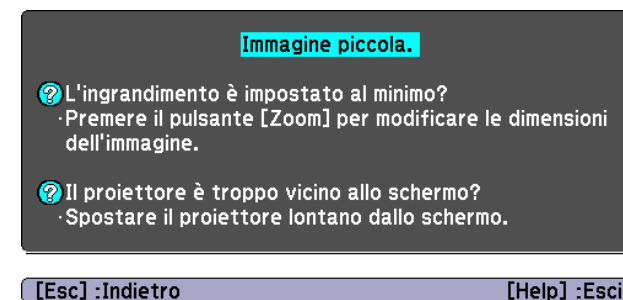 Immagine piccola.
?L'ingrandimento è impostato al minimo?
·Premere il pulsante [Zoom] per modificare le dimensioni
dell'immagine.
?Il proiettore è troppo vicino allo schermo?
·Spostare il proiettore lontano dallo schermo.
[Esc] :Indietro [Help] :Esci